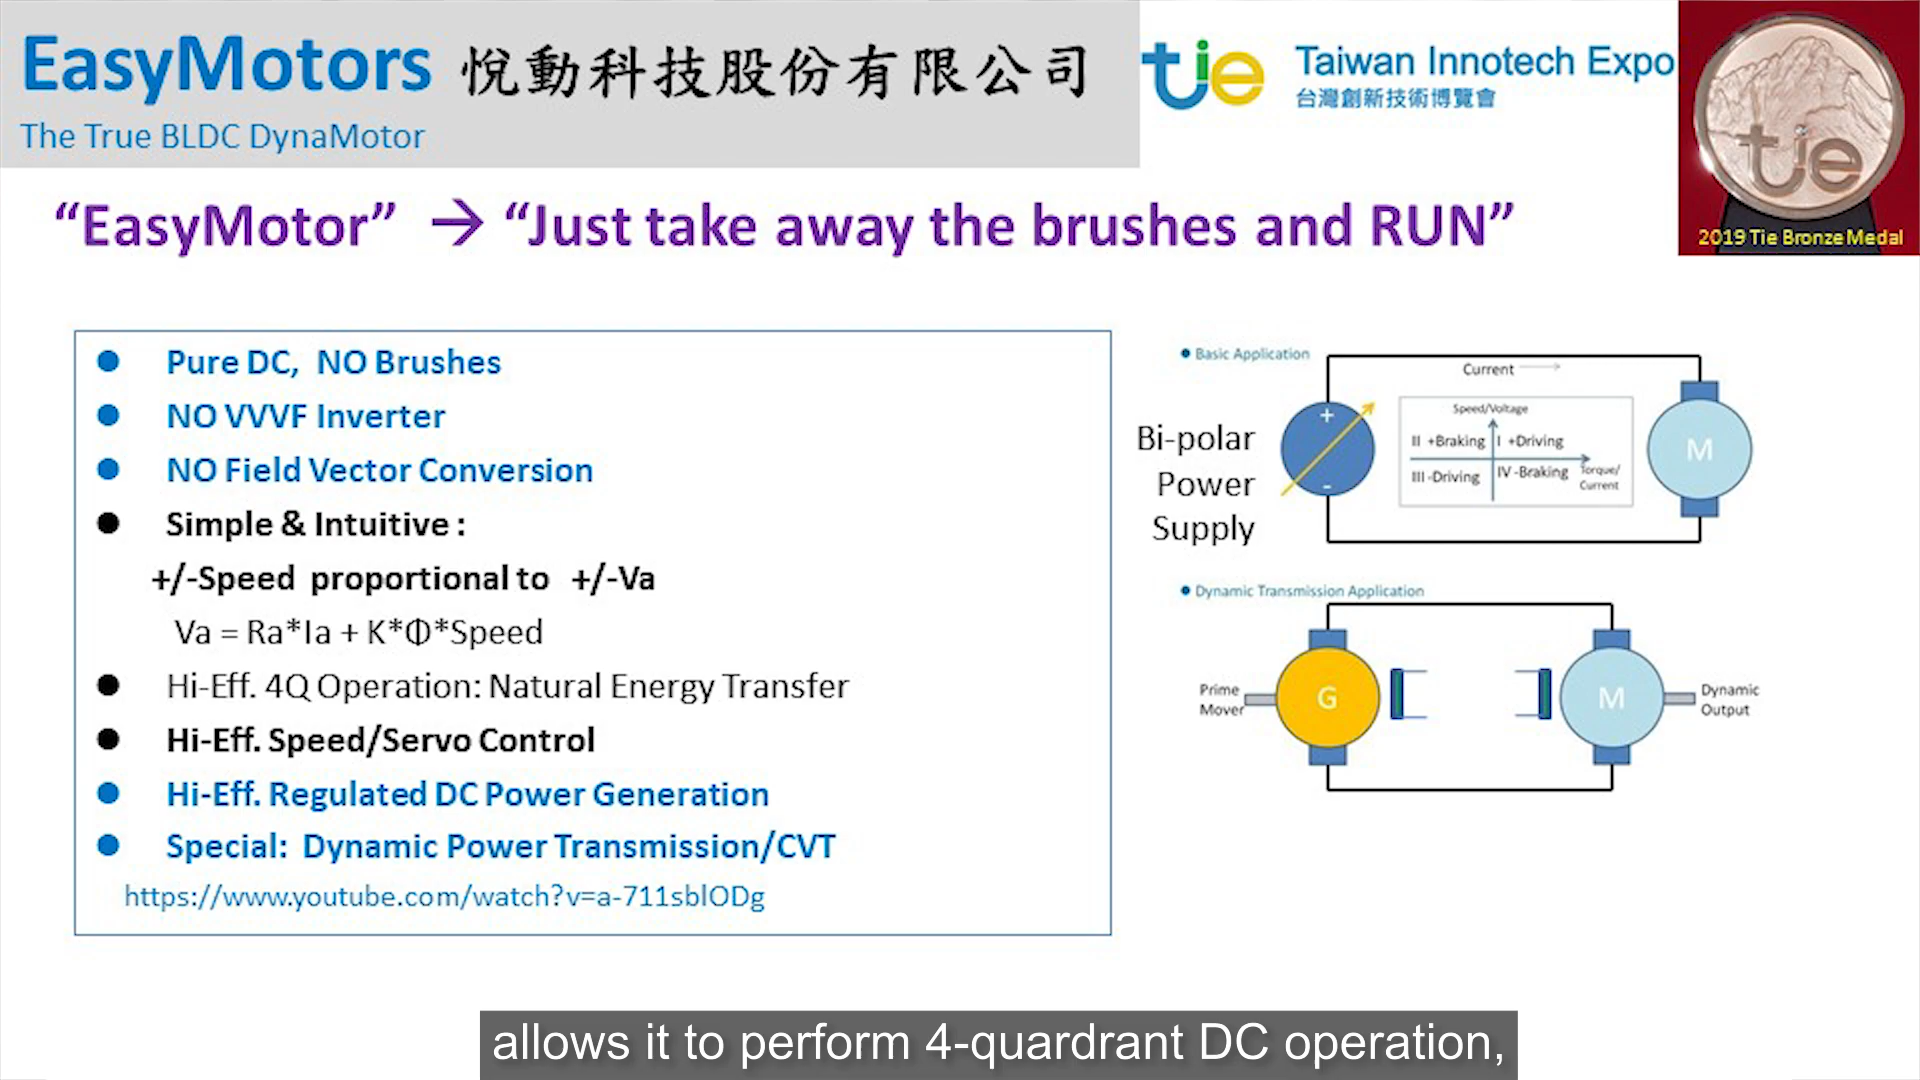 EasyMotors 悅動科技股份有限公司
The True BLDC DynaMotor
tie Taiwan Innotech Expo
台灣創新技術博覽會
tie
2019 Tie Bronze Medal
“EasyMotor” → “Just take away the brushes and RUN”
● Pure DC, NO Brushes
● NO VVVF Inverter
● NO Field Vector Conversion
● Simple & Intuitive :
+/-Speed proportional to +/-Va
Va = Ra*Ia + K*Φ*Speed
● Hi-Eff. 4Q Operation: Natural Energy Transfer
● Hi-Eff. Speed/Servo Control
● Hi-Eff. Regulated DC Power Generation
● Special: Dynamic Power Transmission/CVT
https://www.youtube.com/watch?v=a-711sblODg
● Basic Application
Current
Bi-polar
Power
Supply
+
-
Speed/Voltage
II +Braking I +Driving
III -Driving IV -Braking
Torque/
Current
M
● Dynamic Transmission Application
Prime
Mover
G
M
Dynamic
Output
allows it to perform 4-quardrant DC operation,